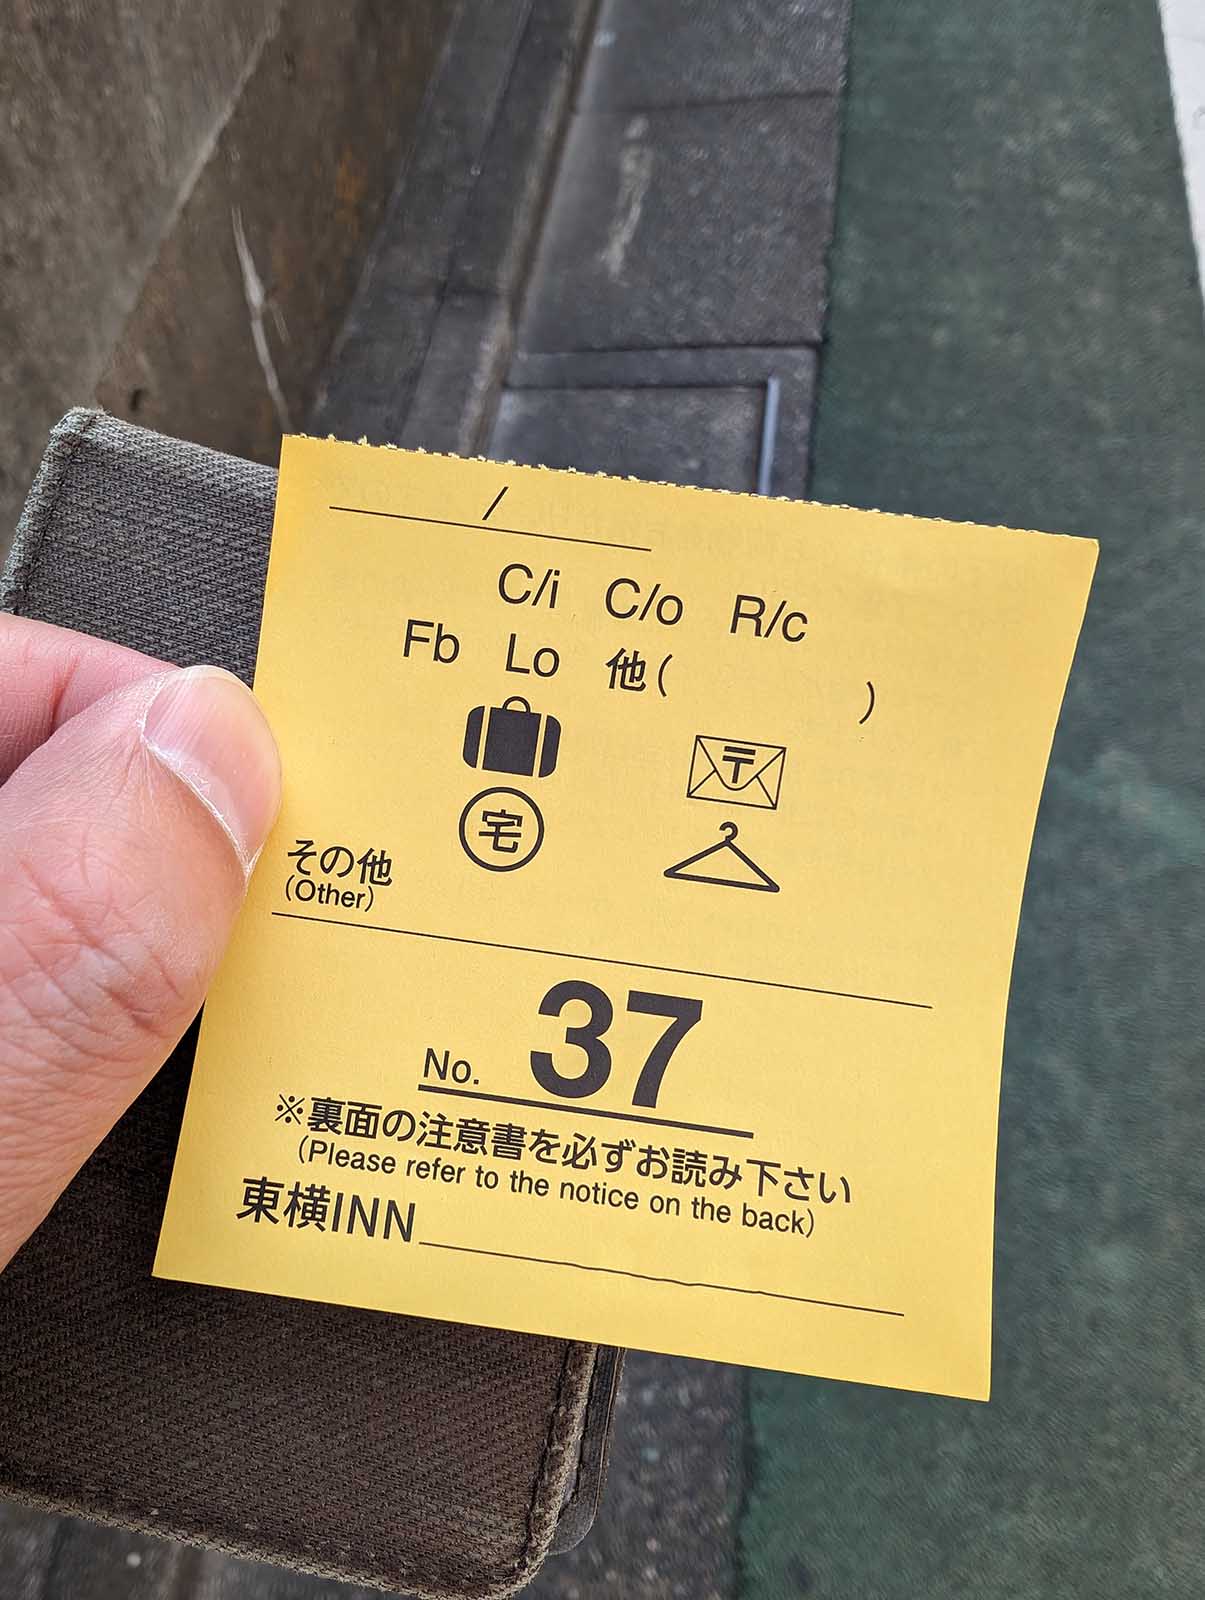 /
C/i C/o R/c
Fb Lo 他( )
〒
宅
その他
(Other)
No. 37
※裏面の注意書を必ずお読み下さい
(Please refer to the notice on the back)
東横INN